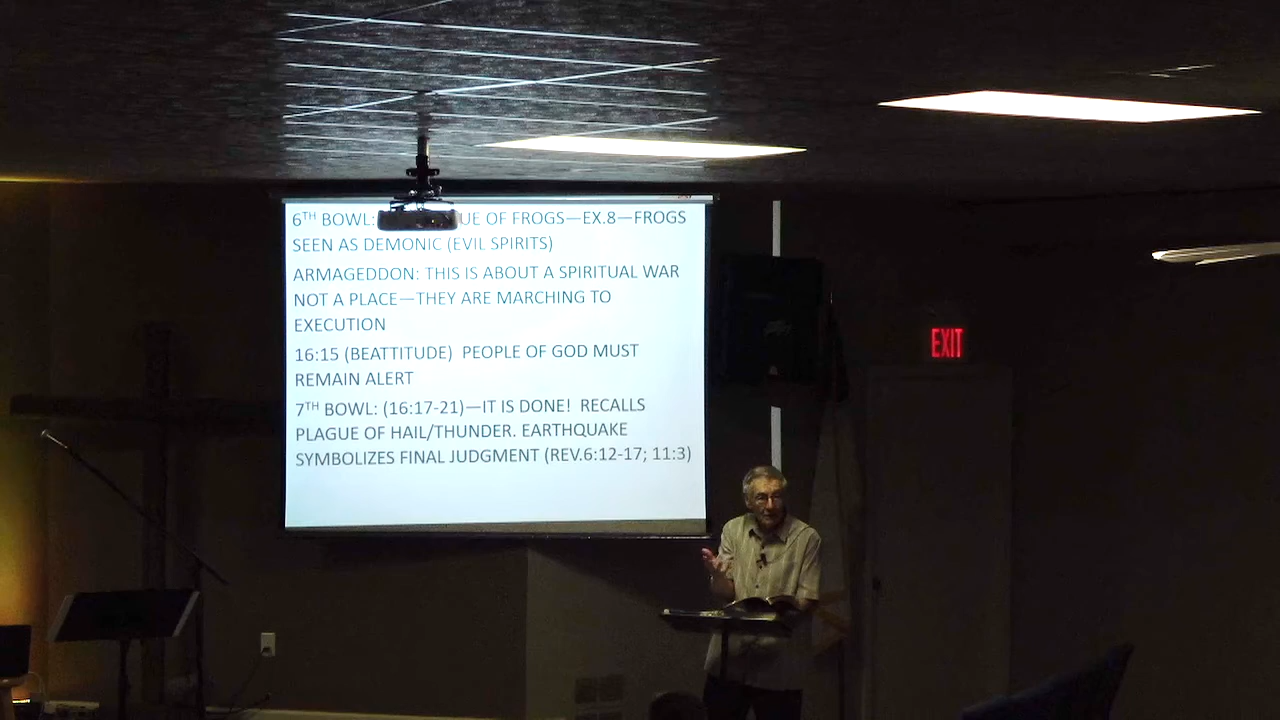 6TH BOWL: UE OF FROGS—EX.8—FROGS
SEEN AS DEMONIC (EVIL SPIRITS)
ARMAGEDDON: THIS IS ABOUT A SPIRITUAL WAR
NOT A PLACE—THEY ARE MARCHING TO
EXECUTION
16:15 (BEATTITUDE) PEOPLE OF GOD MUST
REMAIN ALERT
7TH BOWL: (16:17-21)—IT IS DONE! RECALLS
PLAGUE OF HAIL/THUNDER. EARTHQUAKE
SYMBOLIZES FINAL JUDGMENT (REV.6:12-17; 11:3)
EXIT